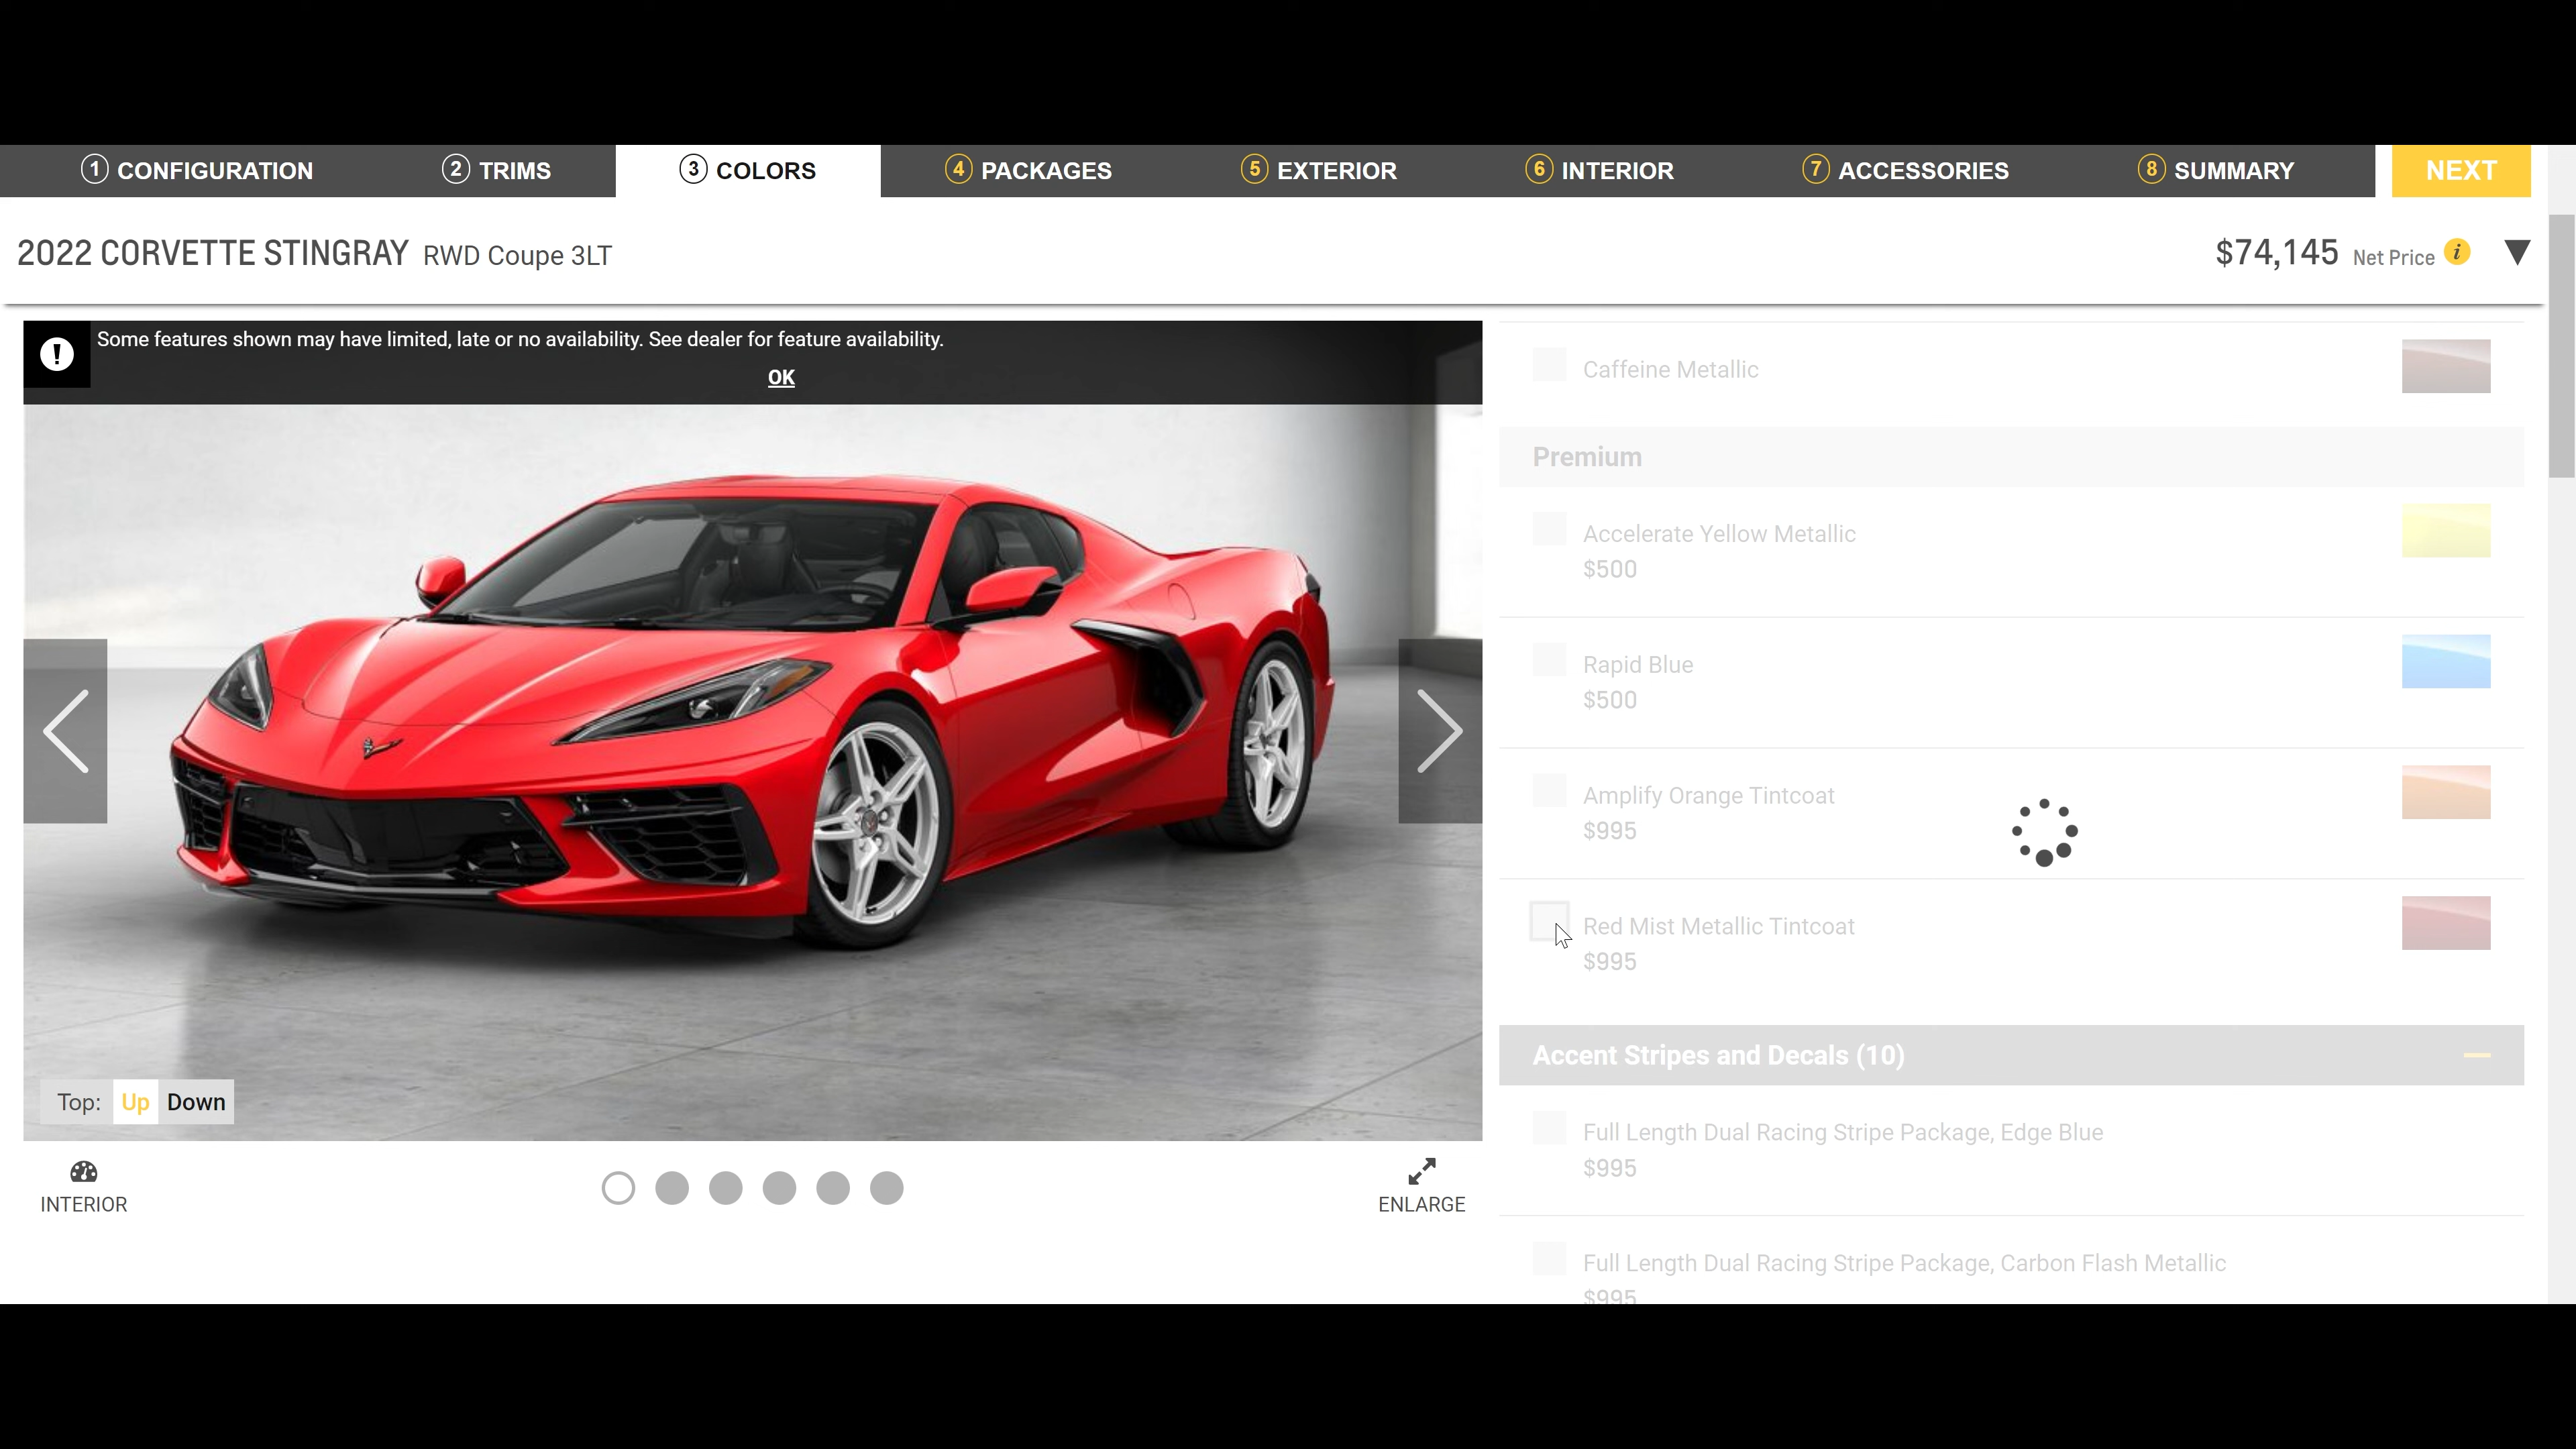 1 CONFIGURATION
2 TRIMS
3 COLORS
4 PACKAGES
5 EXTERIOR
6 INTERIOR
7 ACCESSORIES
8 SUMMARY
NEXT
2022 CORVETTE STINGRAY RWD Coupe 3LT
$74,145 Net Price i
! Some features shown may have limited, late or no availability. See dealer for feature availability.
OK
Top: Up Down
INTERIOR
ENLARGE
Caffeine Metallic
Premium
Accelerate Yellow Metallic
$500
Rapid Blue
$500
Amplify Orange Tintcoat
$995
Red Mist Metallic Tintcoat
$995
Accent Stripes and Decals (10)
Full Length Dual Racing Stripe Package, Edge Blue
$995
Full Length Dual Racing Stripe Package, Carbon Flash Metallic
$995